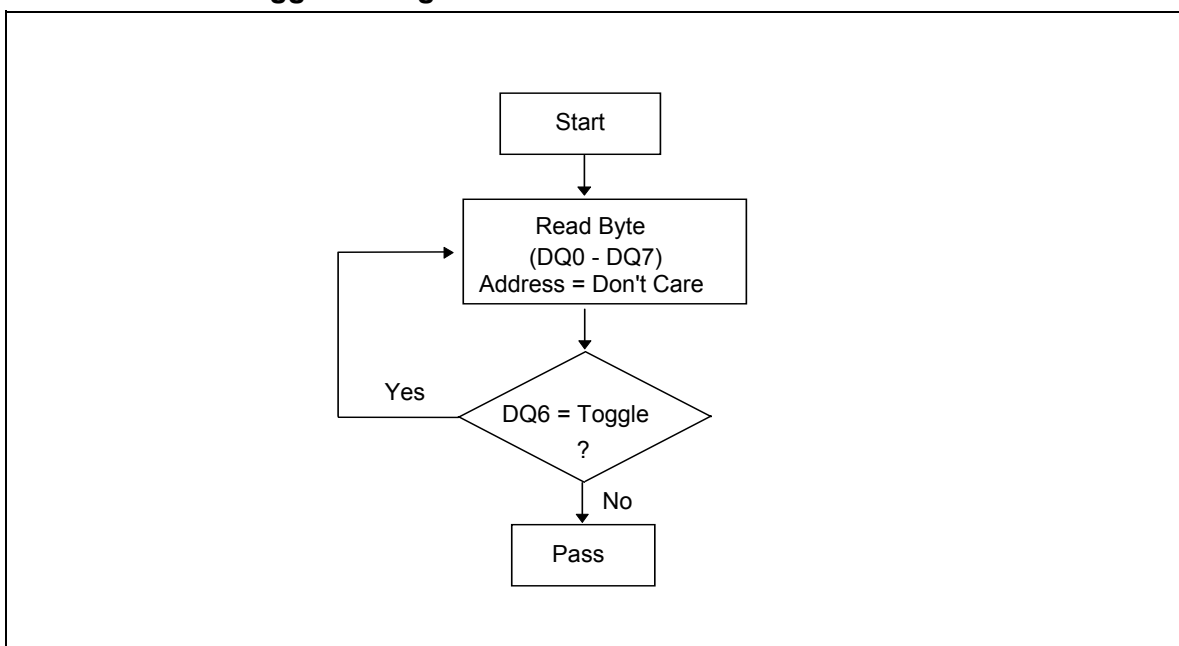 Start
Read Byte
(DQ0 - DQ7)
Address = Don't Care
Yes
DQ6 = Toggle
?
No
Pass